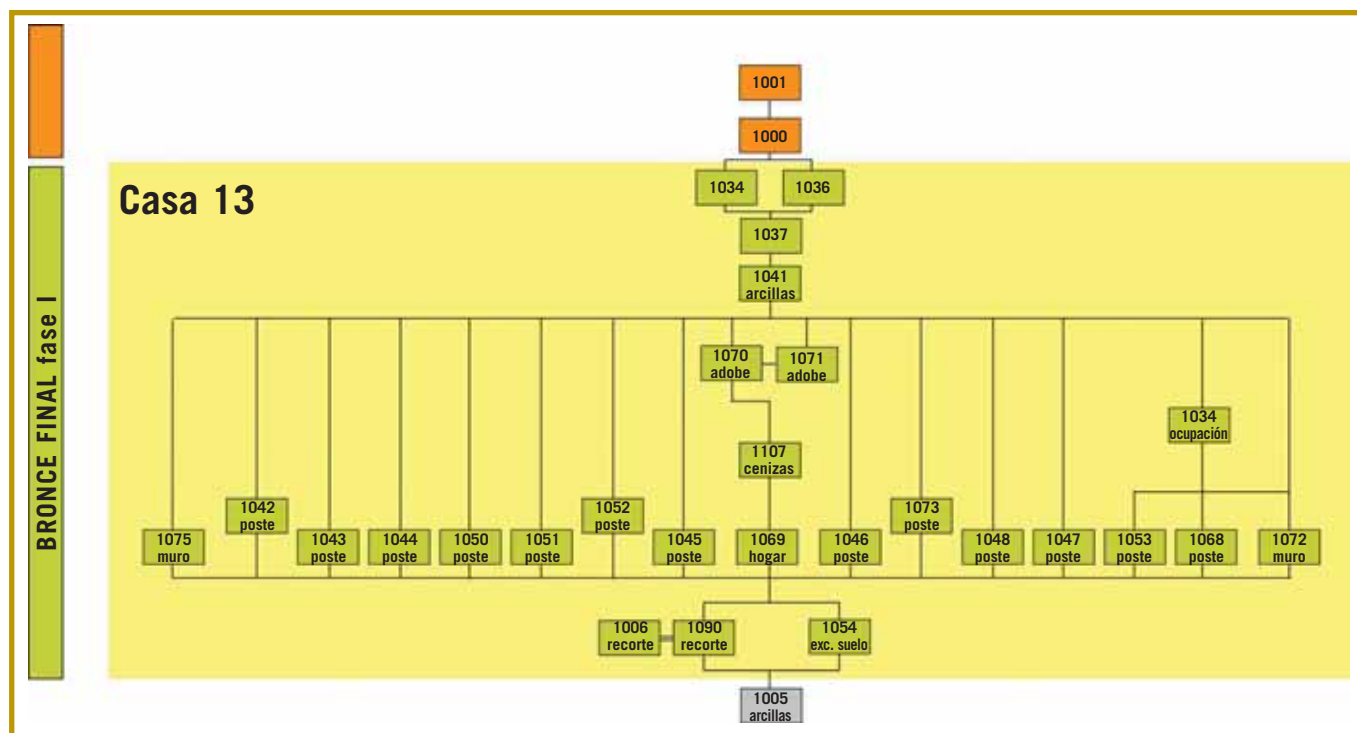 BRONCE FINAL fase I
Casa 13
1001
1000
1034
1036
1037
1041
arcillas
1070
adobe
1071
adobe
1034
ocupación
1107
cenizas
1042
poste
1052
poste
1073
poste
1075
muro
1043
poste
1044
poste
1050
poste
1051
poste
1045
poste
1069
hogar
1046
poste
1048
poste
1047
poste
1053
poste
1068
poste
1072
muro
1006
recorte
1090
recorte
1054
exc. suelo
1005
arcillas